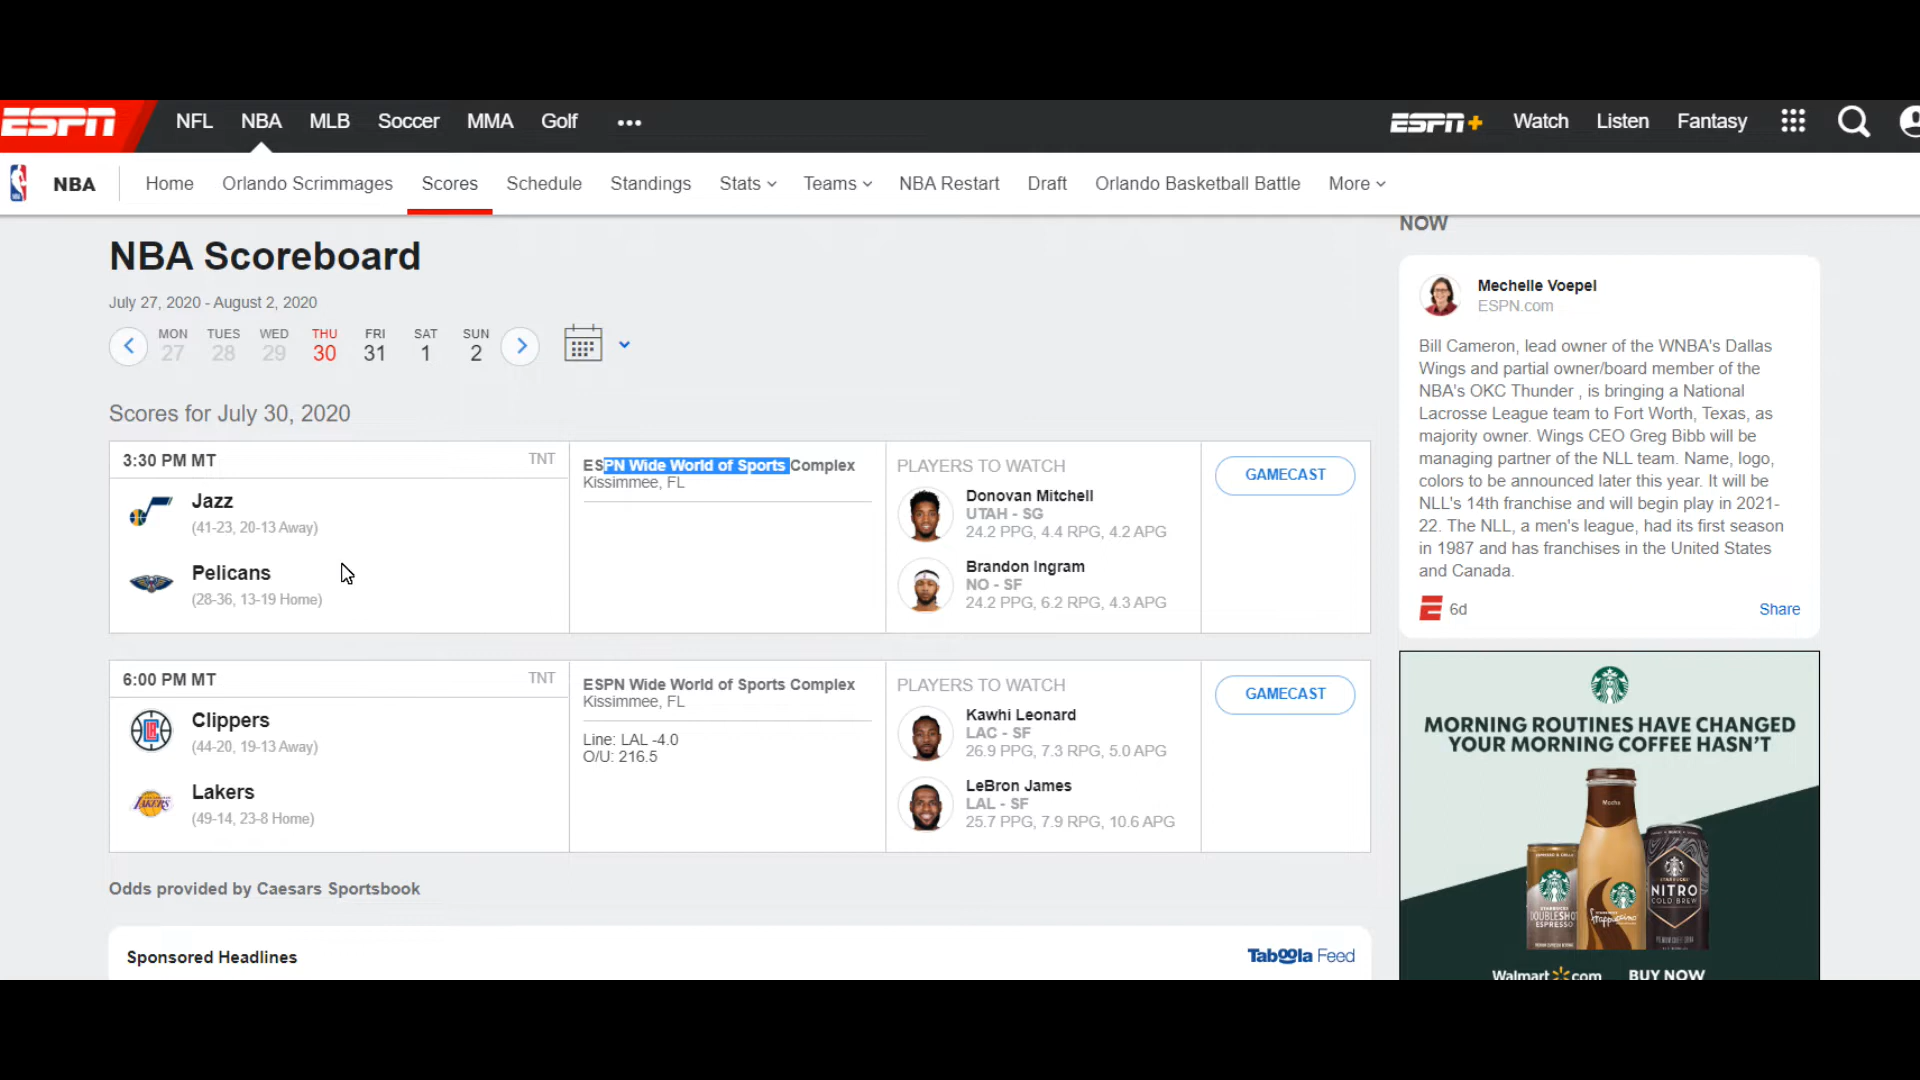 ESPN NFL NBA MLB Soccer MMA Golf ••• ESPN+ Watch Listen Fantasy
NBA Home Orlando Scrimmages Scores Schedule Standings Stats Teams NBA Restart Draft Orlando Basketball Battle More
NBA Scoreboard
July 27, 2020 - August 2, 2020
MON TUES WED THU FRI SAT SUN
27 28 29 30 31 1 2
Scores for July 30, 2020
3:30 PM MT TNT
Jazz
(41-23, 20-13 Away)
Pelicans
(28-36, 13-19 Home)
ESPN Wide World of Sports Complex
Kissimmee, FL
PLAYERS TO WATCH
Donovan Mitchell
UTAH - SG
24.2 PPG, 4.4 RPG, 4.2 APG
Brandon Ingram
NO - SF
24.2 PPG, 6.2 RPG, 4.3 APG
GAMECAST
6:00 PM MT TNT
Clippers
(44-20, 19-13 Away)
LAKERS
Lakers
(49-14, 23-8 Home)
ESPN Wide World of Sports Complex
Kissimmee, FL
Line: LAL -4.0
O/U: 216.5
PLAYERS TO WATCH
Kawhi Leonard
LAC - SF
26.9 PPG, 7.3 RPG, 5.0 APG
LeBron James
LAL - SF
25.7 PPG, 7.9 RPG, 10.6 APG
GAMECAST
Odds provided by Caesars Sportsbook
Sponsored Headlines Taboola Feed
NOW
Mechelle Voepel
ESPN.com
Bill Cameron, lead owner of the WNBA's Dallas
Wings and partial owner/board member of the
NBA's OKC Thunder , is bringing a National
Lacrosse League team to Fort Worth, Texas, as
majority owner. Wings CEO Greg Bibb will be
managing partner of the NLL team. Name, logo,
colors to be announced later this year. It will be
NLL's 14th franchise and will begin play in 2021-
22. The NLL, a men's league, had its first season
in 1987 and has franchises in the United States
and Canada.
E 6d Share
MORNING ROUTINES HAVE CHANGED
YOUR MORNING COFFEE HASN'T
Mocha
DOUBLESHOT
ESPRESSO
frappuccino
NITRO
COLD BREW
Walmart.com BUY NOW